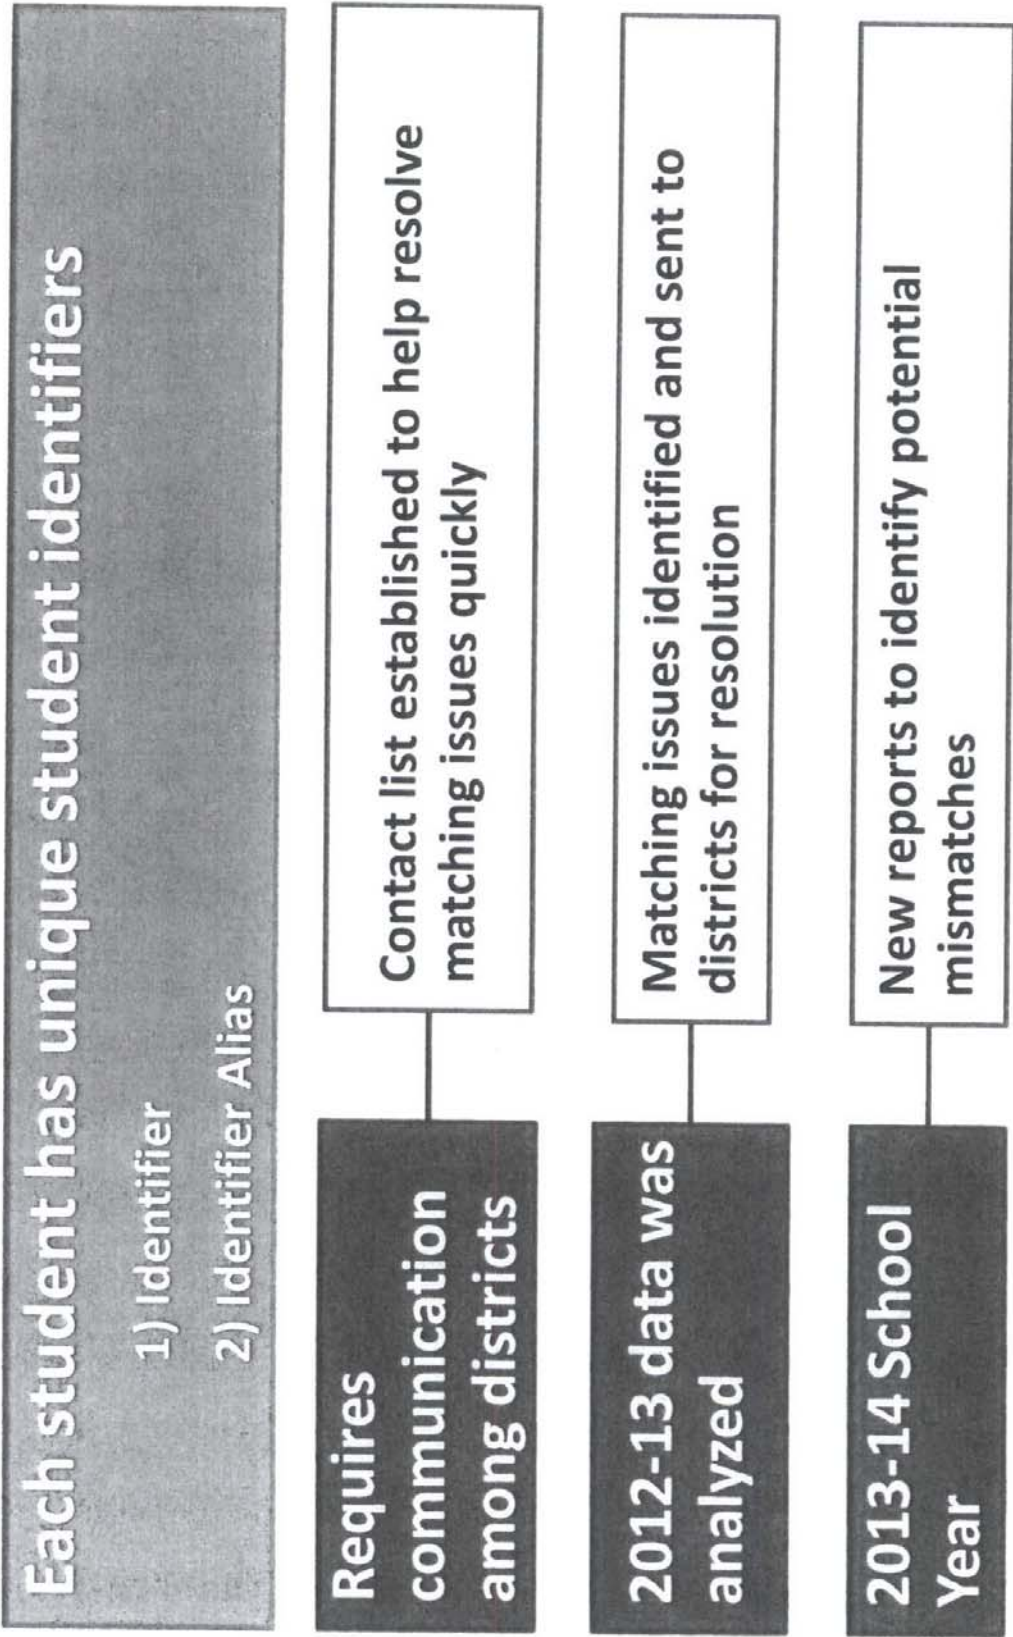 Each student has unique student identifiers
1) Identifier
2) Identifier Alias
Requires
communication
among districts
Contact list established to help resolve
matching issues quickly
2012-13 data was
analyzed
Matching issues identified and sent to
districts for resolution
2013-14 School
Year
New reports to identify potential
mismatches